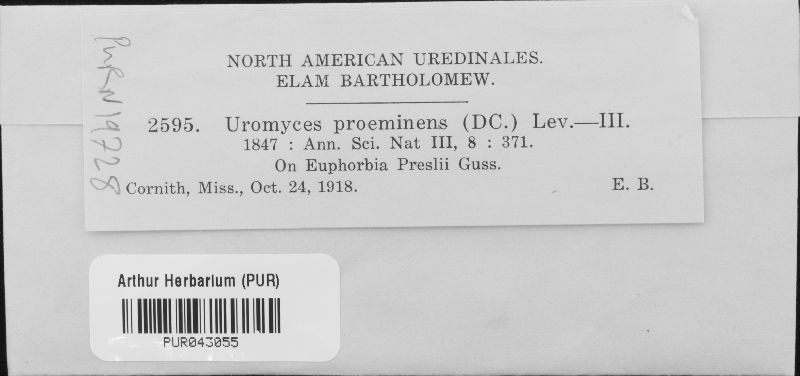 NORTH AMERICAN UREDINALES.
ELAM BARTHOLOMEW.
2595. Uromyces proeminens (DC.) Lev.—III.
1847 : Ann. Sci. Nat III, 8 : 371.
On Euphorbia Preslii Guss.
Cornith, Miss., Oct. 24, 1918. E. B.
PUR N19728
Arthur Herbarium (PUR)
PUR043055